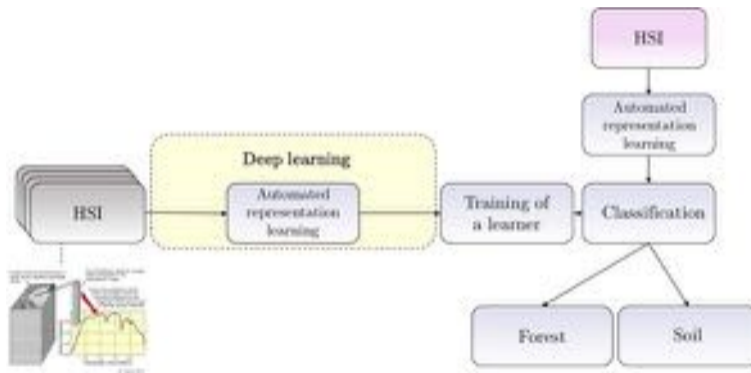 HSI
Automated
representation
learning
Deep learning
Automated
representation
learning
HSI
Training of
a learner
Classification
Forest
Soil